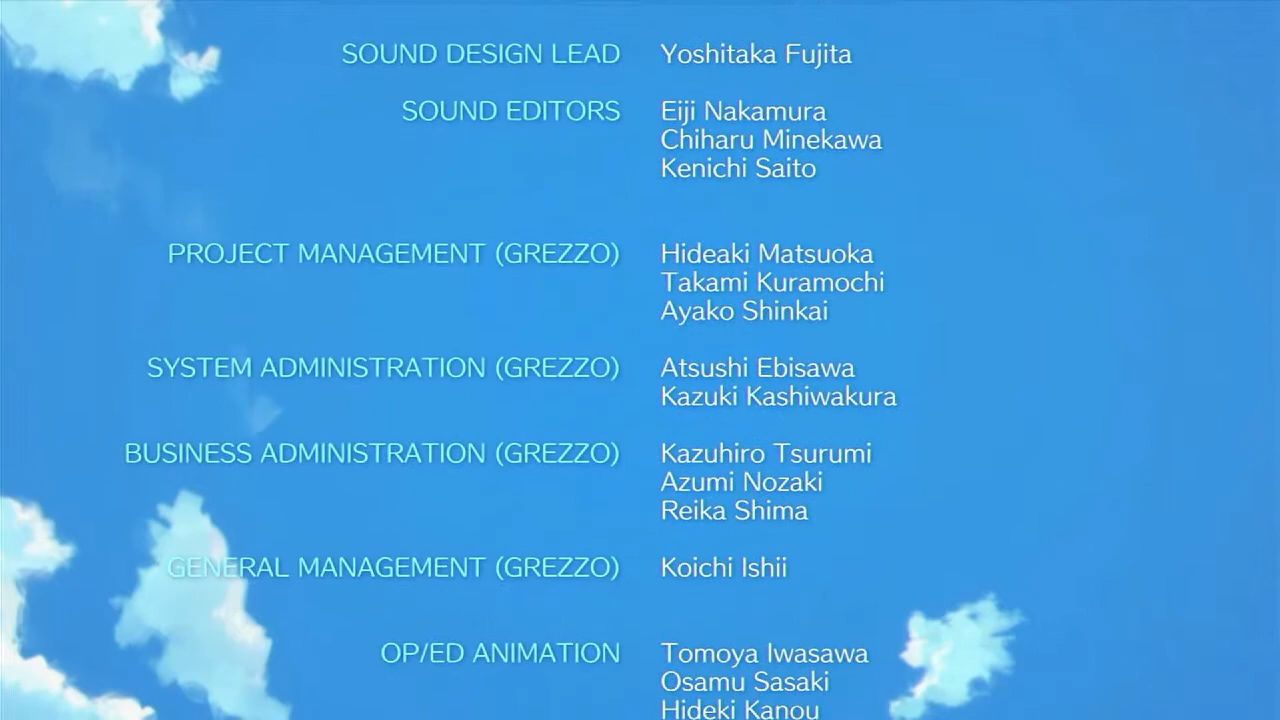 SOUND DESIGN LEAD Yoshitaka Fujita
SOUND EDITORS Eiji Nakamura
Chiharu Minekawa
Kenichi Saito
PROJECT MANAGEMENT (GREZZO) Hideaki Matsuoka
Takami Kuramochi
Ayako Shinkai
SYSTEM ADMINISTRATION (GREZZO) Atsushi Ebisawa
Kazuki Kashiwakura
BUSINESS ADMINISTRATION (GREZZO) Kazuhiro Tsurumi
Azumi Nozaki
Reika Shima
GENERAL MANAGEMENT (GREZZO) Koichi Ishii
OP/ED ANIMATION Tomoya Iwasawa
Osamu Sasaki
Hideki Kanou